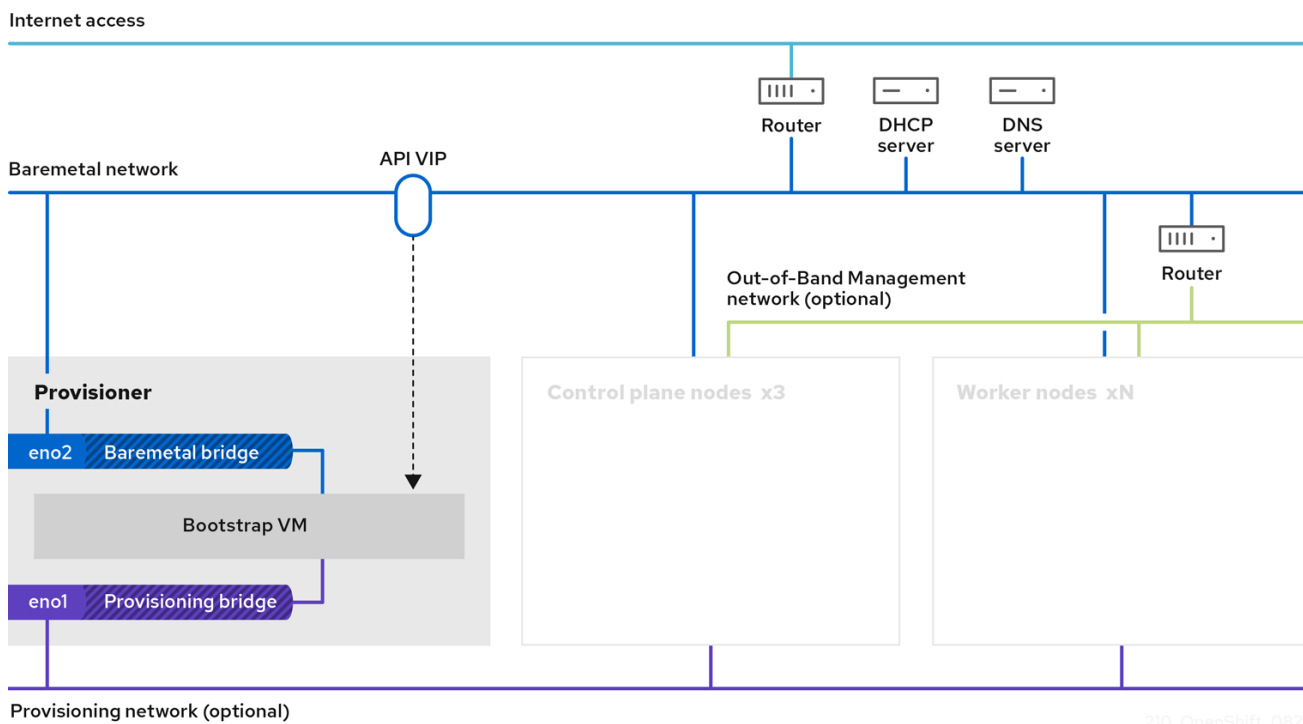 Internet access
Router
DHCP
server
DNS
server
API VIP
Baremetal network
Router
Out-of-Band Management
network (optional)
Provisioner
Control plane nodes x3
Worker nodes xN
eno2 Baremetal bridge
Bootstrap VM
eno1 Provisioning bridge
Provisioning network (optional)
210_OpenShift